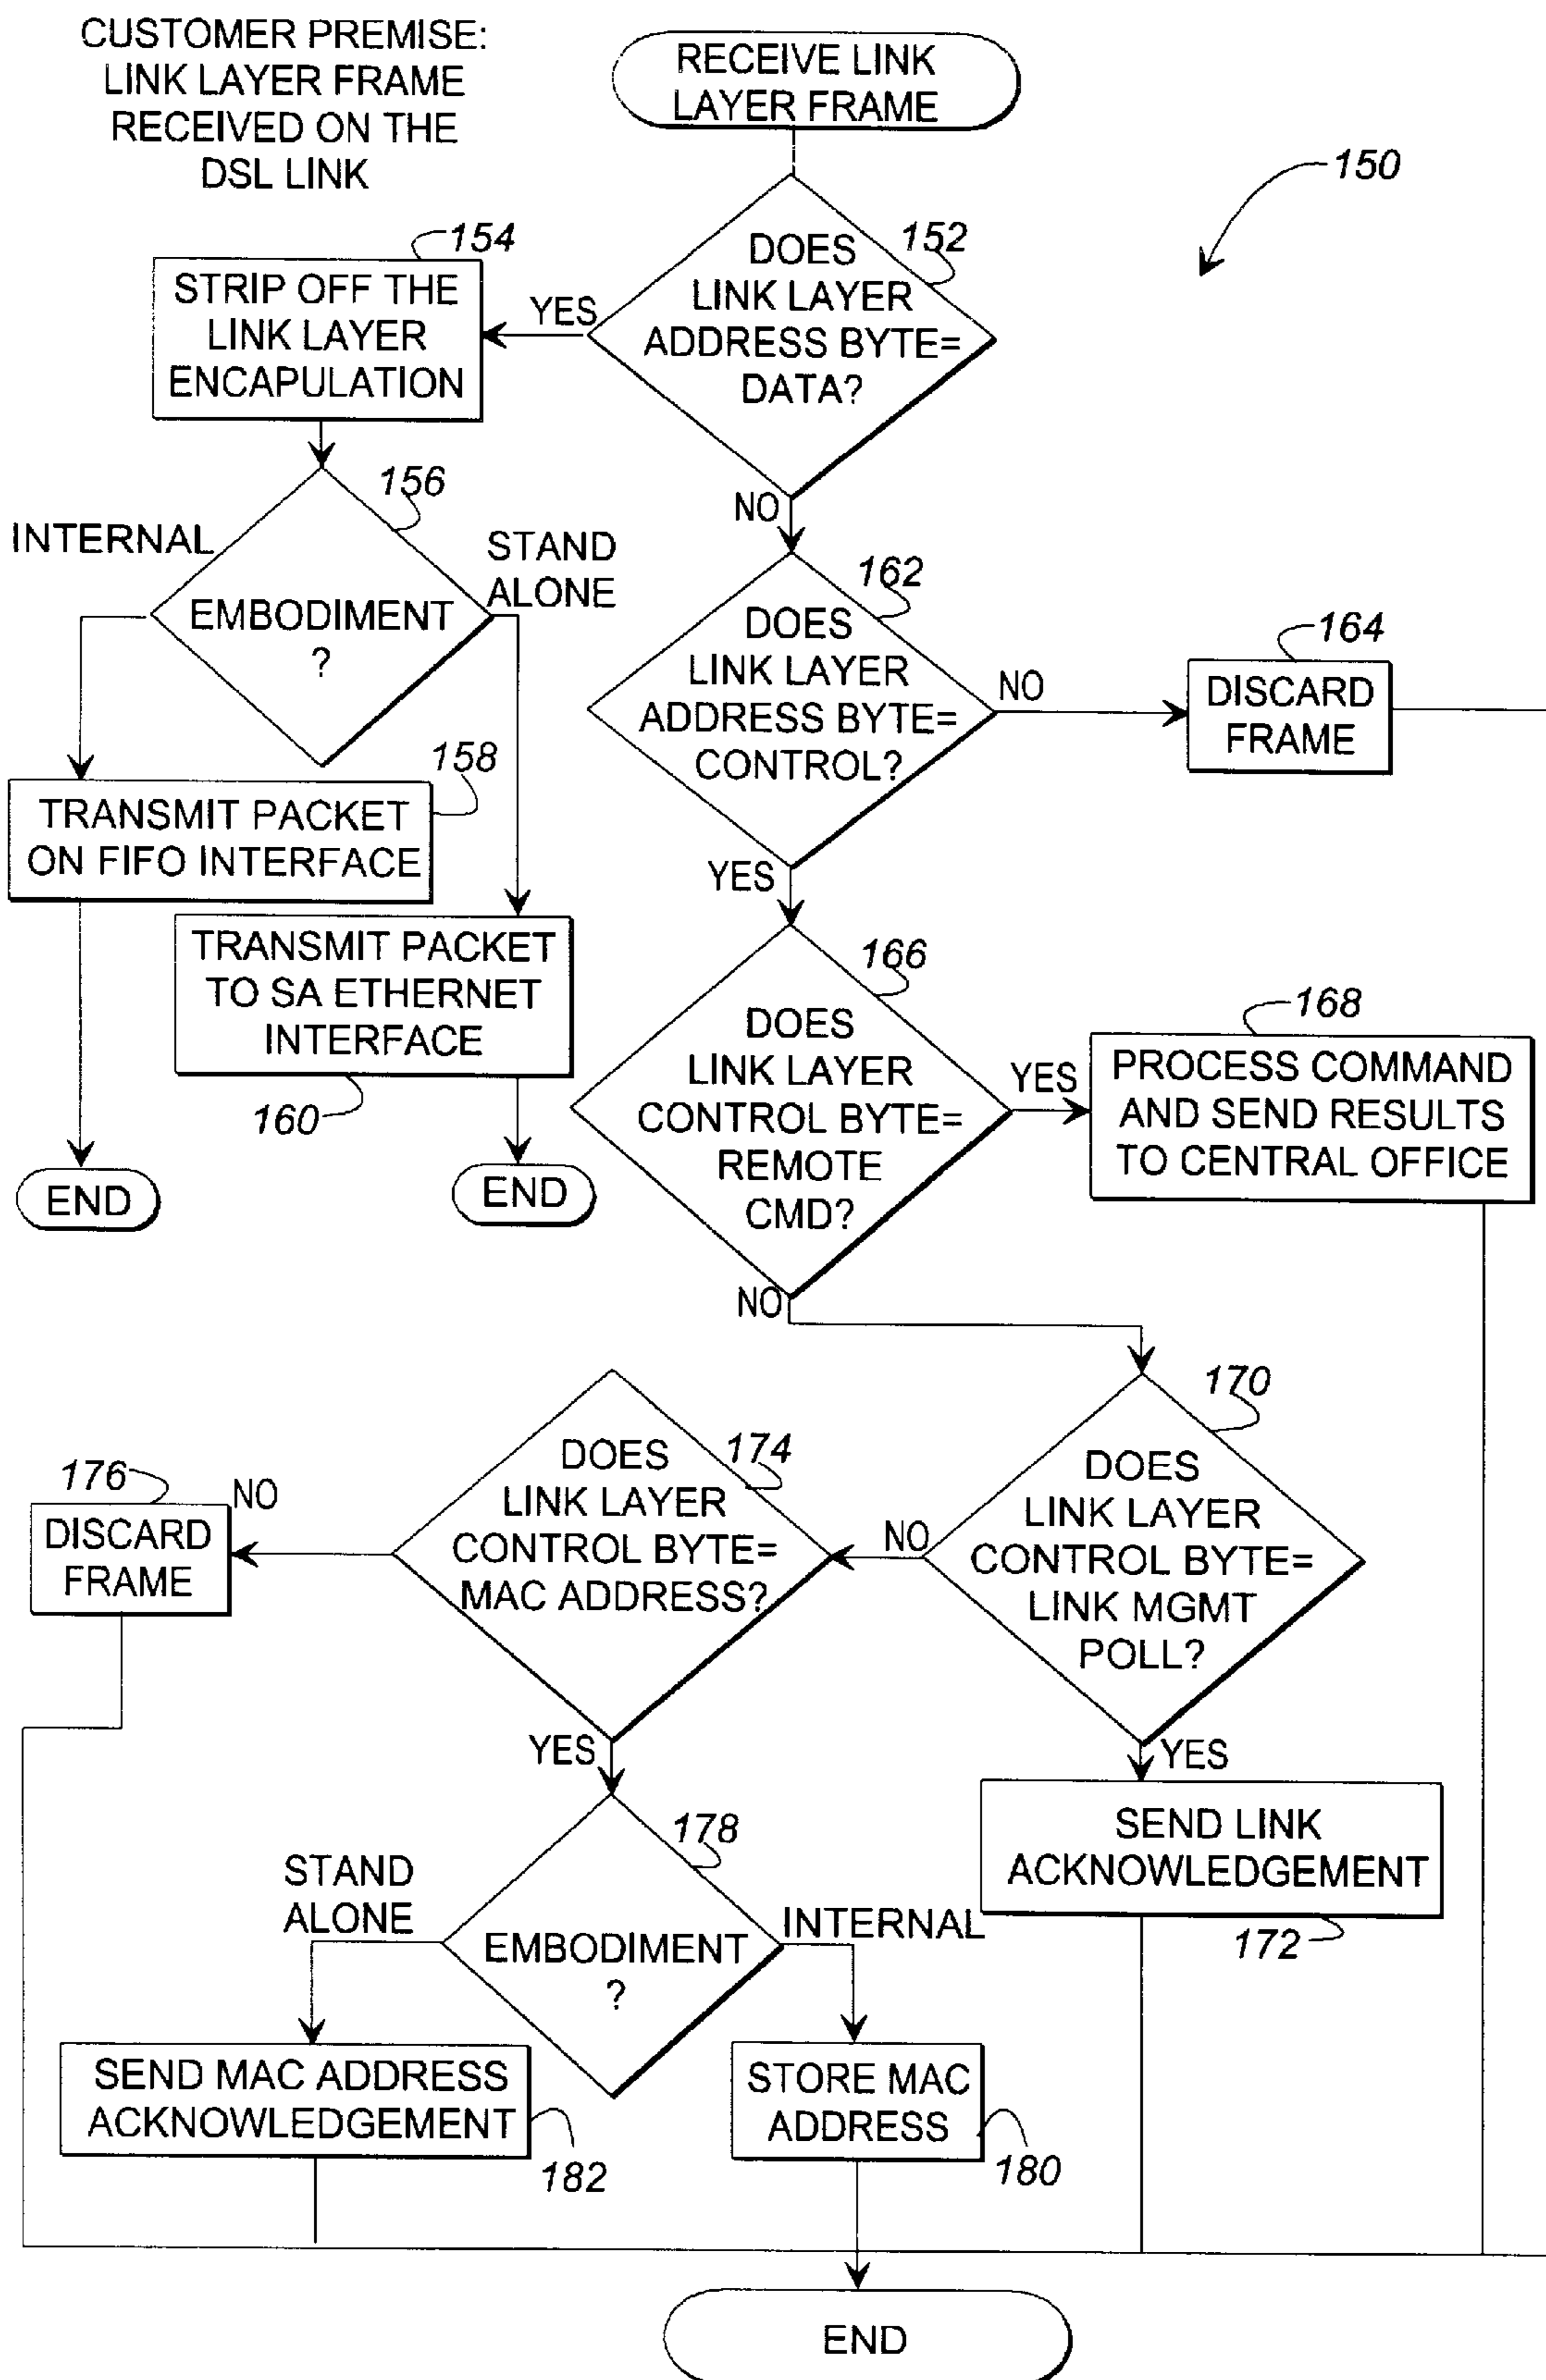 CUSTOMER PREMISE:
LINK LAYER FRAME
RECEIVED ON THE
DSL LINK
RECEIVE LINK
LAYER FRAME
150
152
DOES
LINK LAYER
ADDRESS BYTE=
DATA?
YES
NO
154
STRIP OFF THE
LINK LAYER
ENCAPULATION
156
INTERNAL
STAND
ALONE
EMBODIMENT
?
158
TRANSMIT PACKET
ON FIFO INTERFACE
TRANSMIT PACKET
TO SA ETHERNET
INTERFACE
160
END
END
162
DOES
LINK LAYER
ADDRESS BYTE=
CONTROL?
NO
YES
164
DISCARD
FRAME
166
DOES
LINK LAYER
CONTROL BYTE=
REMOTE
CMD?
YES
NO
168
PROCESS COMMAND
AND SEND RESULTS
TO CENTRAL OFFICE
170
DOES
LINK LAYER
CONTROL BYTE=
LINK MGMT
POLL?
NO
YES
SEND LINK
ACKNOWLEDGEMENT
172
174
DOES
LINK LAYER
CONTROL BYTE=
MAC ADDRESS?
NO
YES
176
DISCARD
FRAME
178
STAND
ALONE
INTERNAL
EMBODIMENT
?
SEND MAC ADDRESS
ACKNOWLEDGEMENT
182
STORE MAC
ADDRESS
180
END